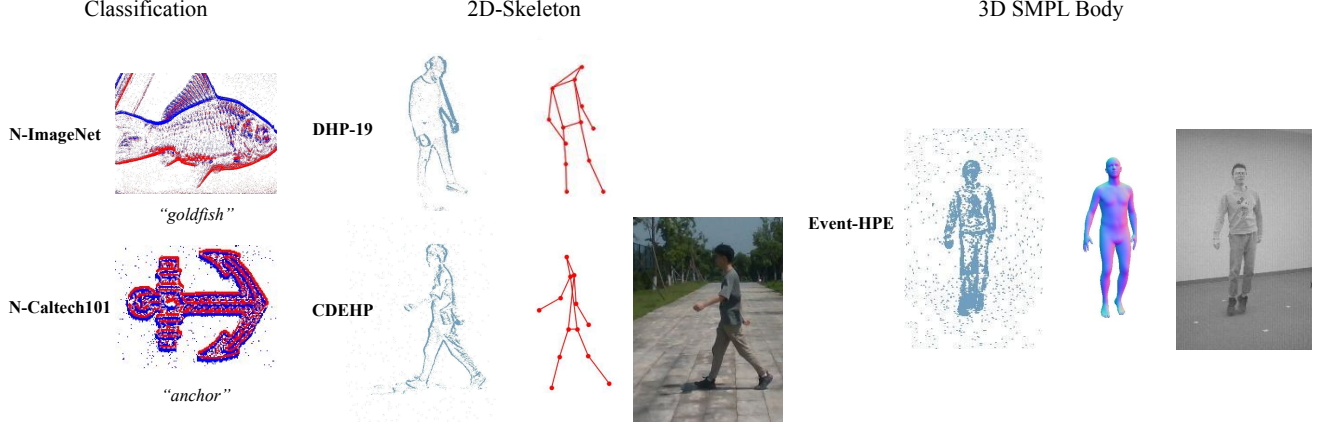 Classification
2D-Skeleton
3D SMPL Body
N-ImageNet
“goldfish”
N-Caltech101
“anchor”
DHP-19
CDEHP
Event-HPE